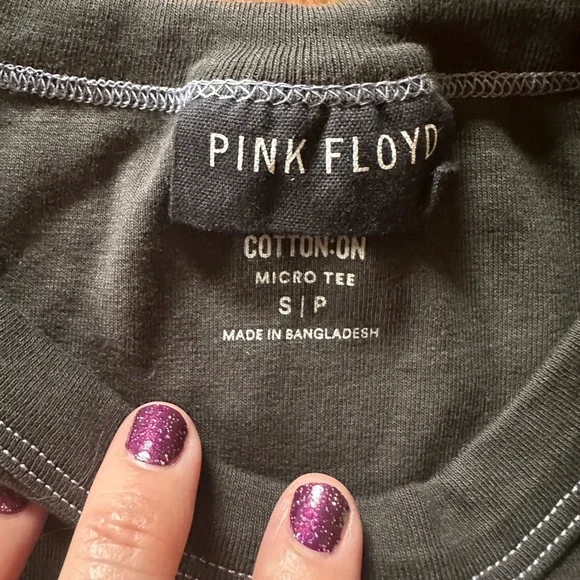 PINK FLOYD
COTTON:ON
MICRO TEE
S|P
MADE IN BANGLADESH